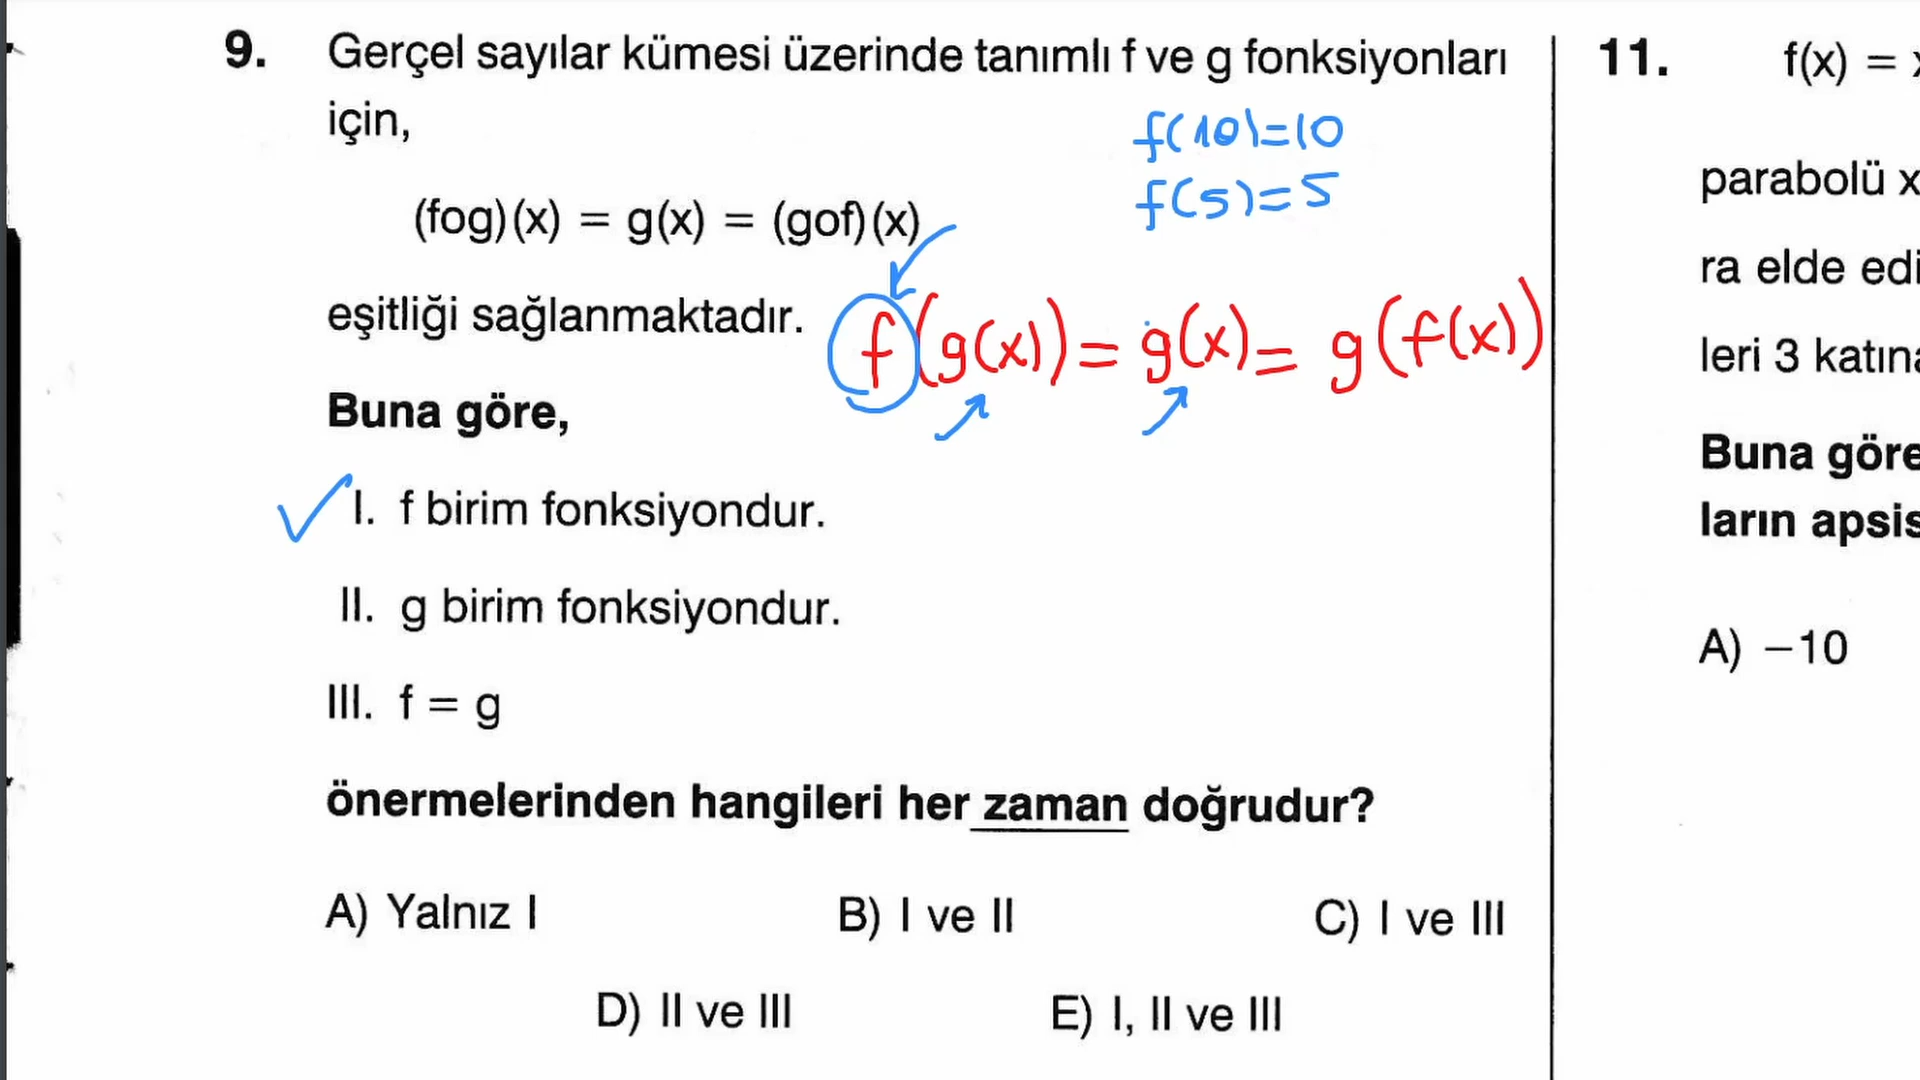 9. Gerçel sayılar kümesi üzerinde tanımlı f ve g fonksiyonları
için,
f(10)=10
f(5)=5
(fog)(x) = g(x) = (gof)(x)
eşitliği sağlanmaktadır.
f(g(x))=g(x)=g(f(x))
Buna göre,
I. f birim fonksiyondur.
II. g birim fonksiyondur.
III. f = g
önermelerinden hangileri her zaman doğrudur?
A) Yalnız I
B) I ve II
C) I ve III
D) II ve III
E) I, II ve III
11. f(x) =
parabolü x
ra elde edi
leri 3 katına
Buna göre
ların apsis
A) −10